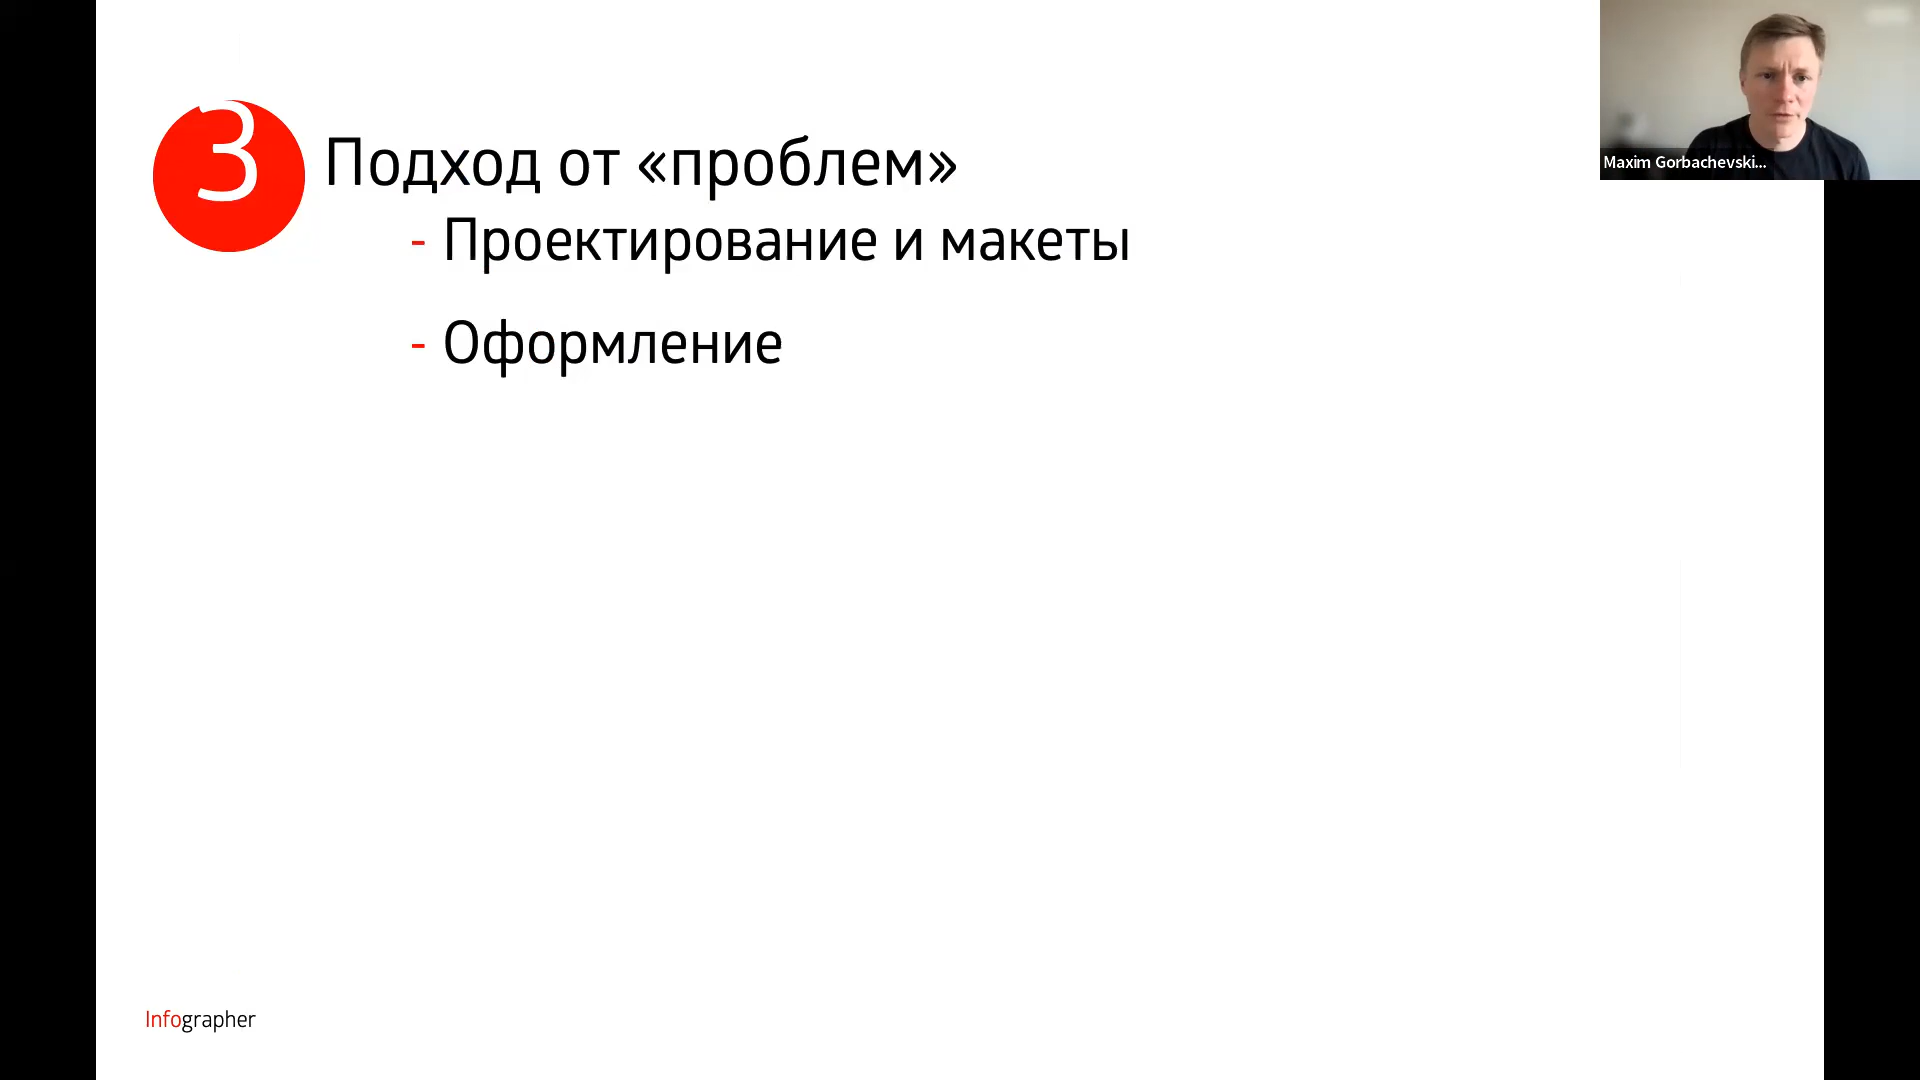 3
Подход от «проблем»
- Проектирование и макеты
- Оформление
Maxim Gorbachevski...
Infographer